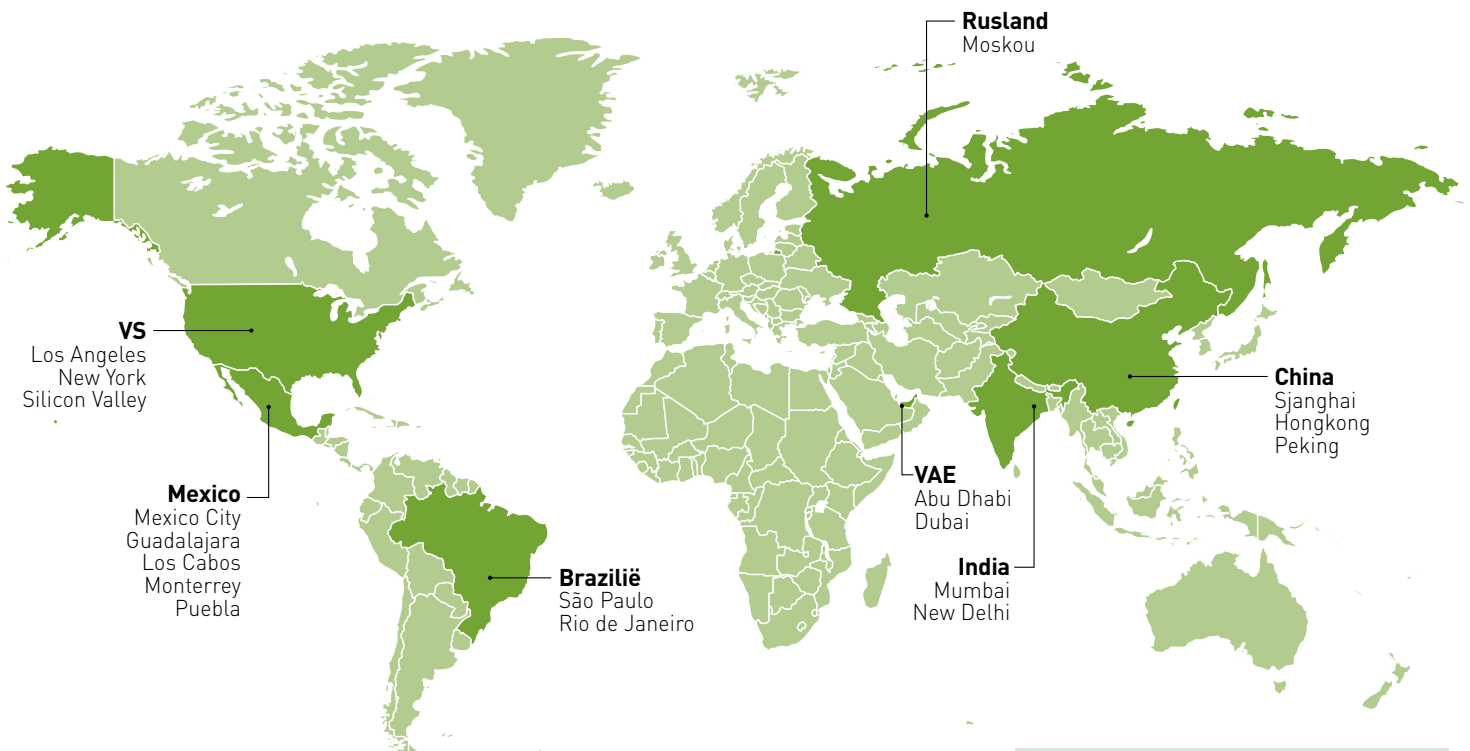 Rusland
Moskou
VS
Los Angeles
New York
Silicon Valley
China
Sjanghai
Hongkong
Peking
Mexico
Mexico City
Guadalajara
Los Cabos
Monterrey
Puebla
VAE
Abu Dhabi
Dubai
India
Mumbai
New Delhi
Brazilië
São Paulo
Rio de Janeiro